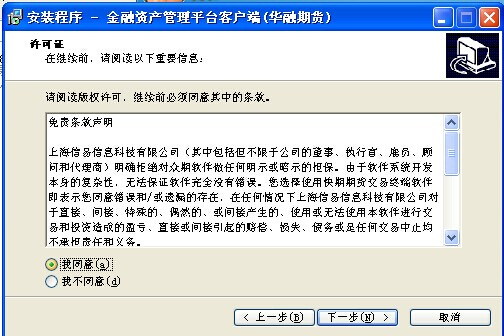 安装程序 - 金融资产管理平台客户端(华融期货)
许可证
在继续前，请阅读以下重要信息：
请阅读版权许可，继续前必须同意其中的条款。
免责条款声明
上海信易信息科技有限公司（其中包括但不限于公司的董事、执行官、雇员、顾
问和代理商）明确拒绝对众期软件做任何明示或暗示的担保。由于软件系统开发
本身的复杂性，无法保证软件完全没有错误。您选择使用快期期货交易终端软件
即表示您同意错误和/或遗漏的存在，在任何情况下上海信易信息科技有限公司对
于直接、间接、特殊的、偶然的、或间接产生的、使用或无法使用本软件进行交
易和投资造成的盈亏、直接或间接引起的赔偿、损失、债务或是任何交易中止均
不承担责任和义务。
我同意(a)
我不同意(d)
< 上一步(B)
下一步(N) >
取消